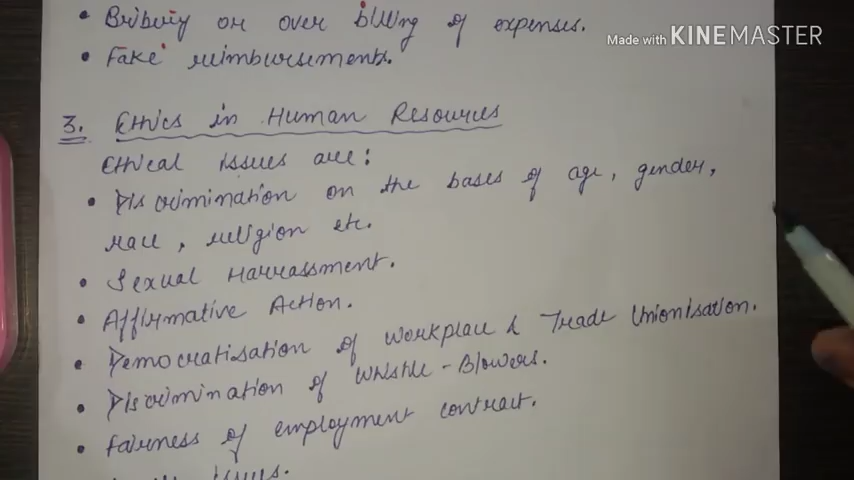 • Bribery or over billing of expenses.
Made with KINEMASTER
• Fake reimbursements.
3. Ethics in Human Resources
Ethical issues are:
• Discrimination on the bases of age, gender,
race, religion etc.
• Sexual Harrassment.
• Affirmative Action.
• Democratisation of workplace & Trade Unionisation.
• Discrimination of Whistle-Blowers.
• Fairness of employment contract.
issues.